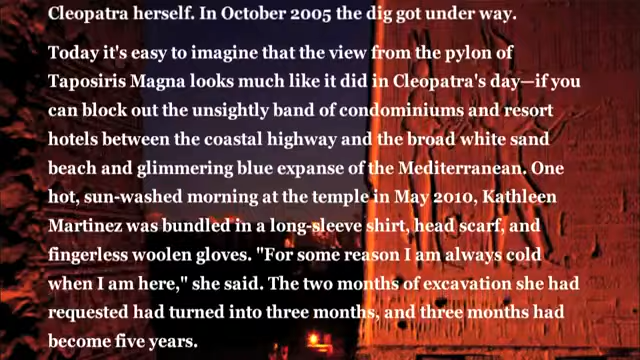 Cleopatra herself. In October 2005 the dig got under way.
Today it's easy to imagine that the view from the pylon of
Taposiris Magna looks much like it did in Cleopatra's day—if you
can block out the unsightly band of condominiums and resort
hotels between the coastal highway and the broad white sand
beach and glimmering blue expanse of the Mediterranean. One
hot, sun-washed morning at the temple in May 2010, Kathleen
Martinez was bundled in a long-sleeve shirt, head scarf, and
fingerless woolen gloves. "For some reason I am always cold
when I am here," she said. The two months of excavation she had
requested had turned into three months, and three months had
become five years.